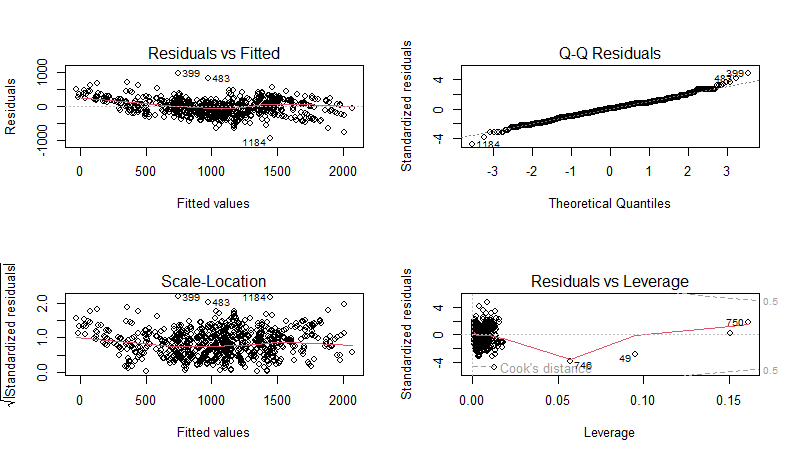 Residuals vs Fitted
Residuals
1000
0
-1000
399
483
1184
0 500 1000 1500 2000
Fitted values
Q-Q Residuals
Standardized residuals
4
0
-4
399
483
1184
-3 -2 -1 0 1 2 3
Theoretical Quantiles
Scale-Location
√|Standardized residuals|
2.0
1.0
0.0
399
483
1184
0 500 1000 1500 2000
Fitted values
Residuals vs Leverage
Standardized residuals
4
2
0
-4
750
49
746
Cook's distance
0.5
0.5
0.00 0.05 0.10 0.15
Leverage